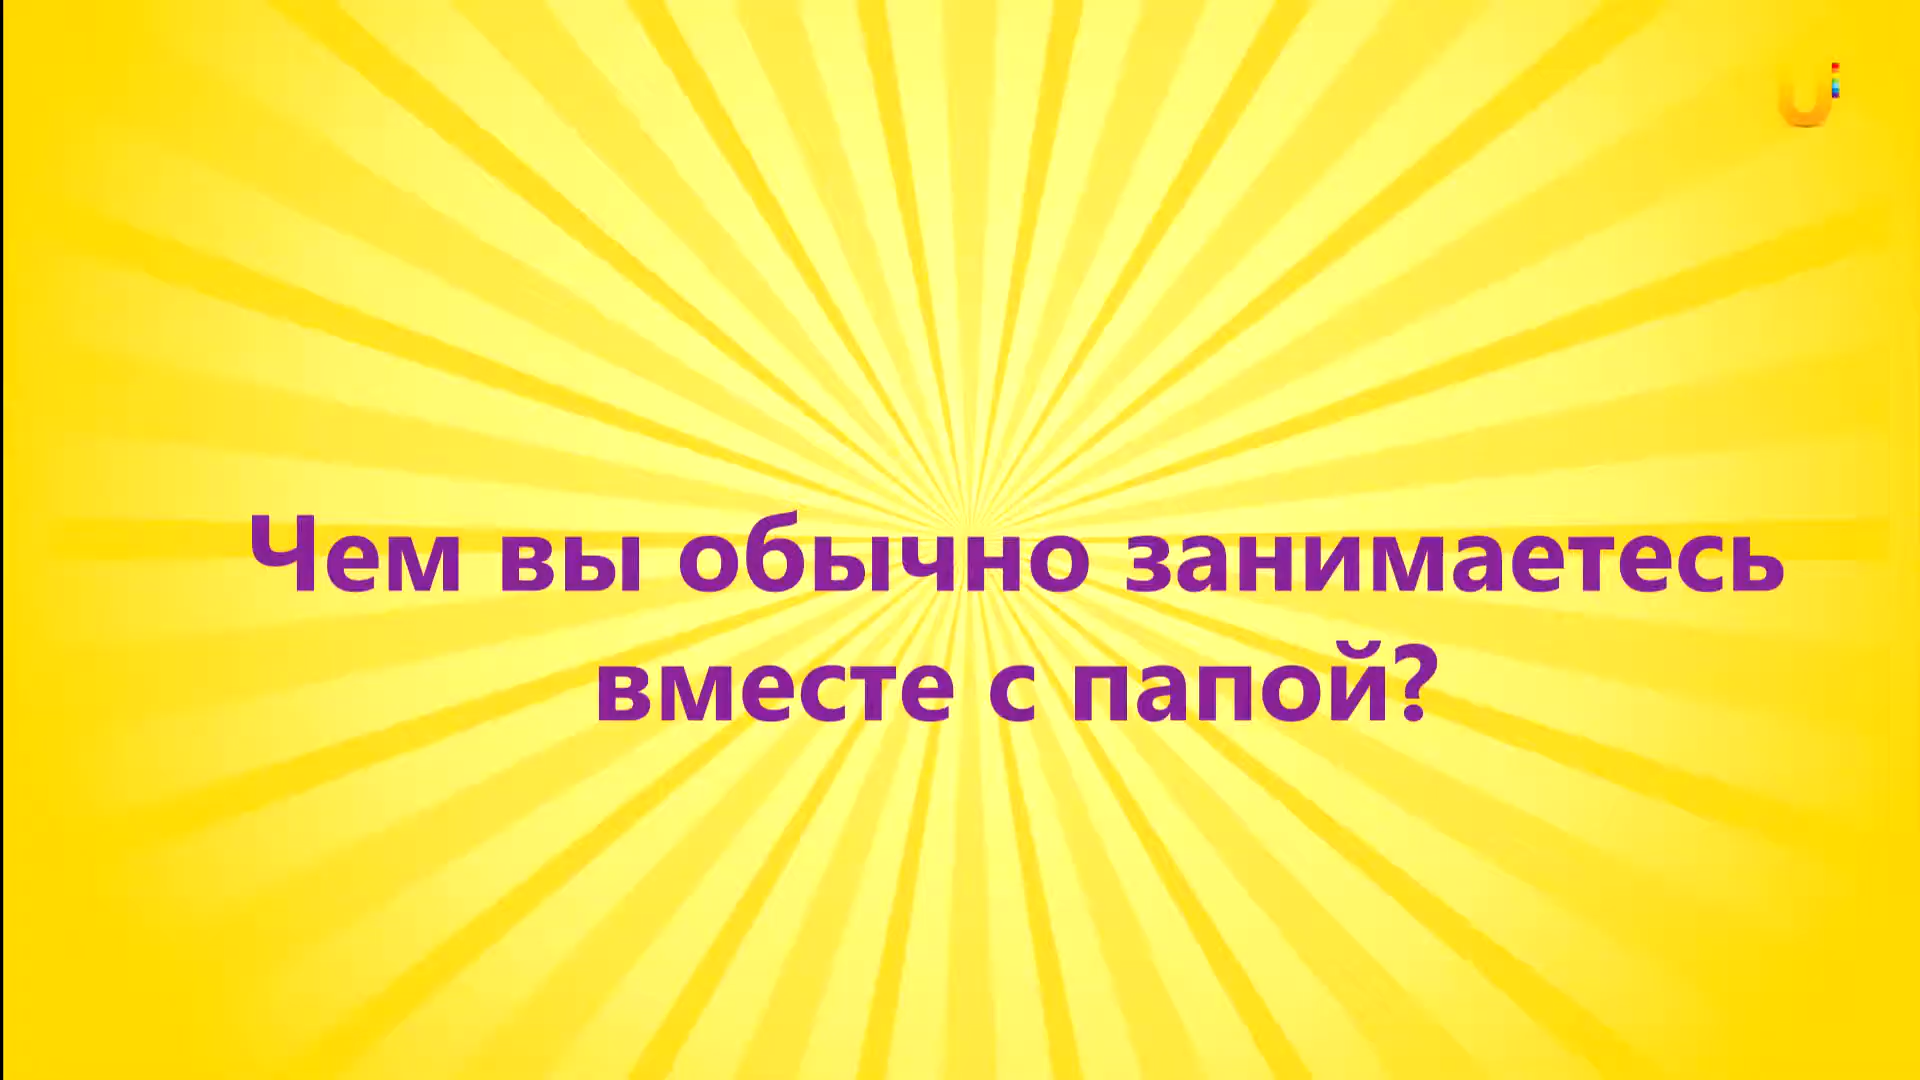 Чем вы обычно занимаетесь
вместе с папой?